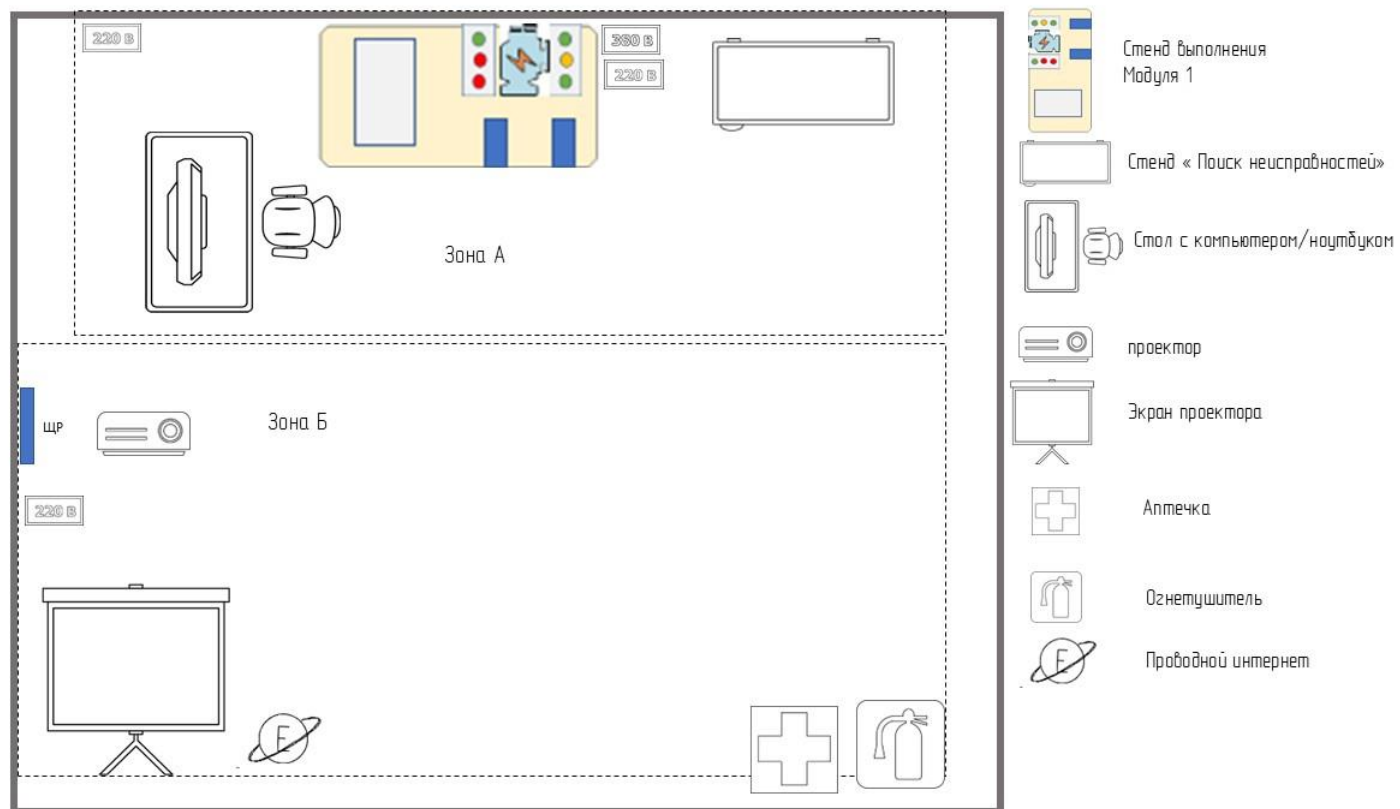 220 В
380 В
220 В
Зона А
ЩР
Зона Б
220 В
E
Стенд выполнения
Модуля 1
Стенд « Поиск неисправностей»
Стол с компьютером/ноутбуком
проектор
Экран проектора
Аптечка
Огнетушитель
E
Проводной интернет